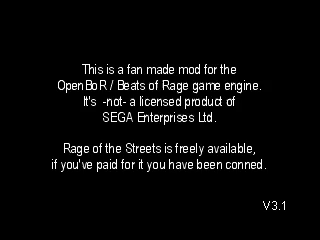 This is a fan made mod for the
OpenBoR / Beats of Rage game engine.
It's -not- a licensed product of
SEGA Enterprises Ltd.
Rage of the Streets is freely available,
if you've paid for it you have been conned.
V3.1